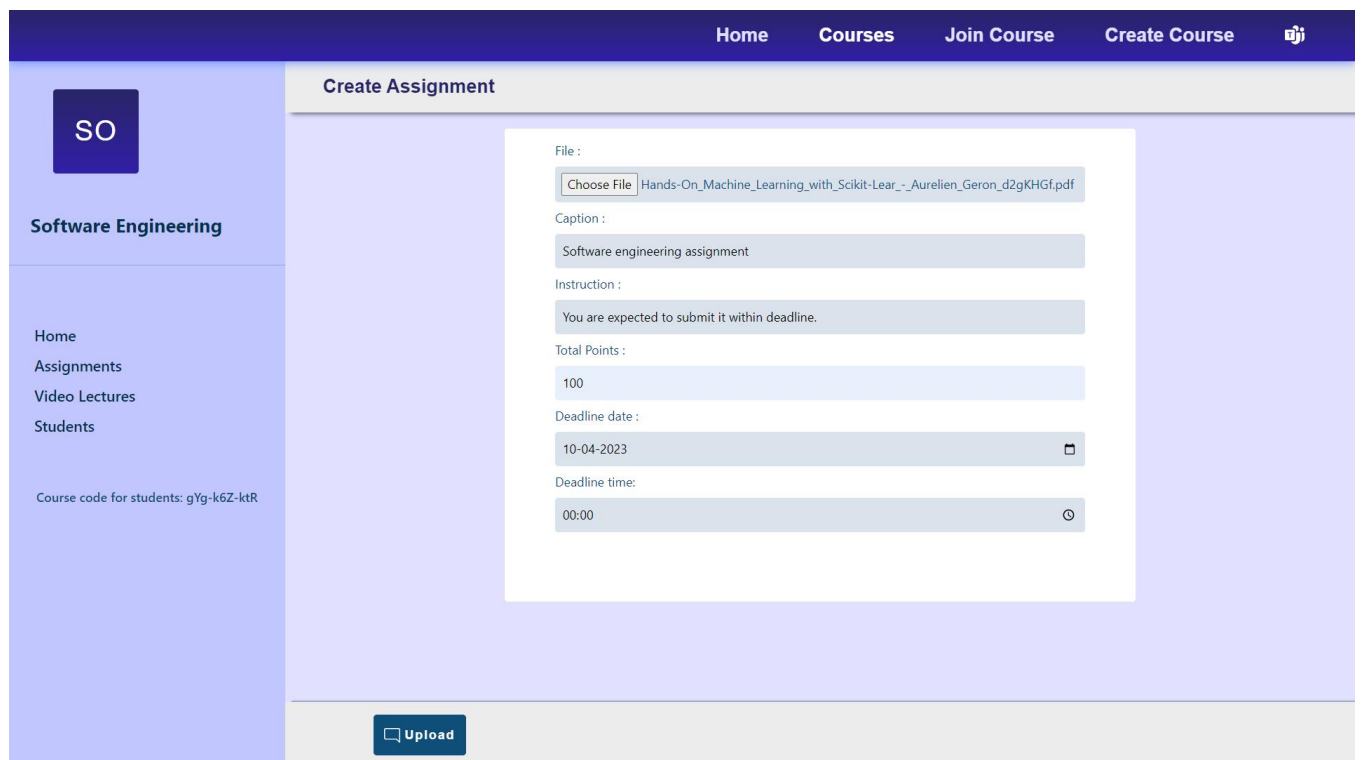 Home Courses Join Course Create Course
SO
Software Engineering
Home
Assignments
Video Lectures
Students
Course code for students: gYg-k6Z-ktR
Create Assignment
File :
Choose File Hands-On_Machine_Learning_with_Scikit-Lear_-_Aurelien_Geron_d2gKHGf.pdf
Caption :
Software engineering assignment
Instruction :
You are expected to submit it within deadline.
Total Points :
100
Deadline date :
10-04-2023
Deadline time:
00:00
Upload